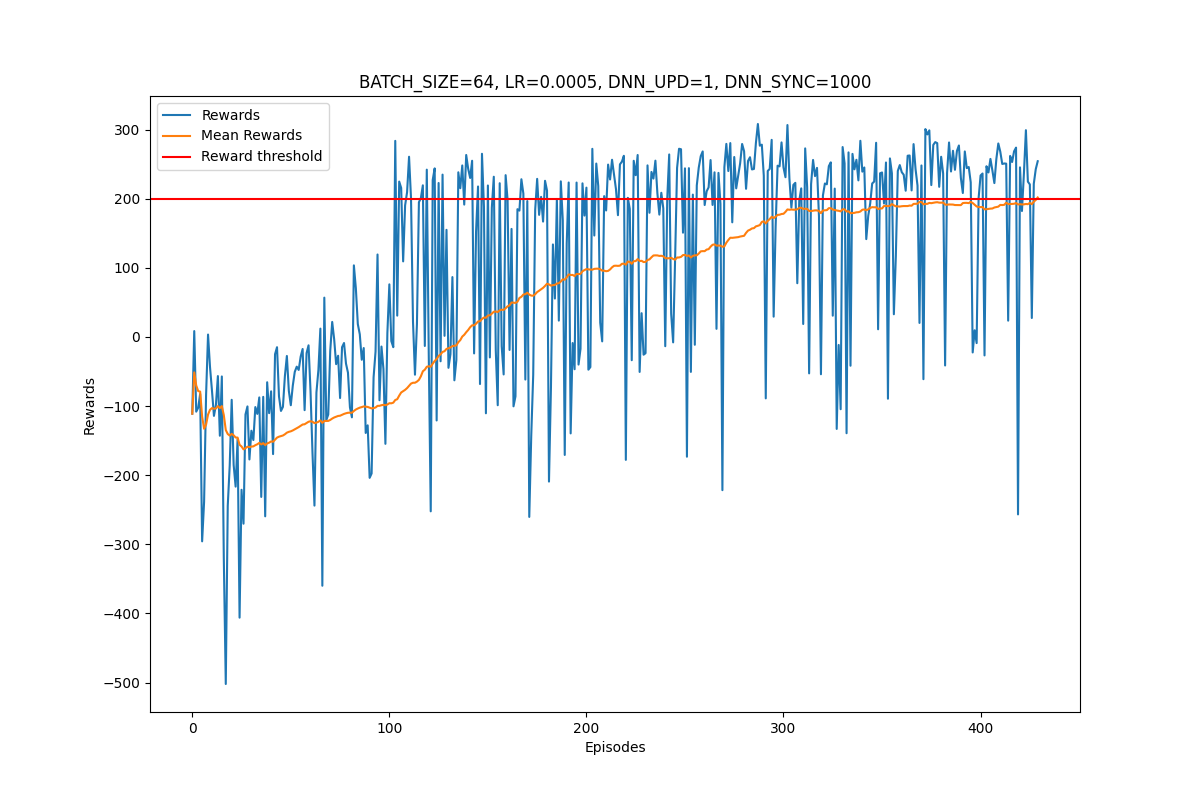 BATCH_SIZE=64, LR=0.0005, DNN_UPD=1, DNN_SYNC=1000
Rewards
Mean Rewards
Reward threshold
300
200
100
0
−100
−200
−300
−400
−500
Rewards
0 100 200 300 400
Episodes